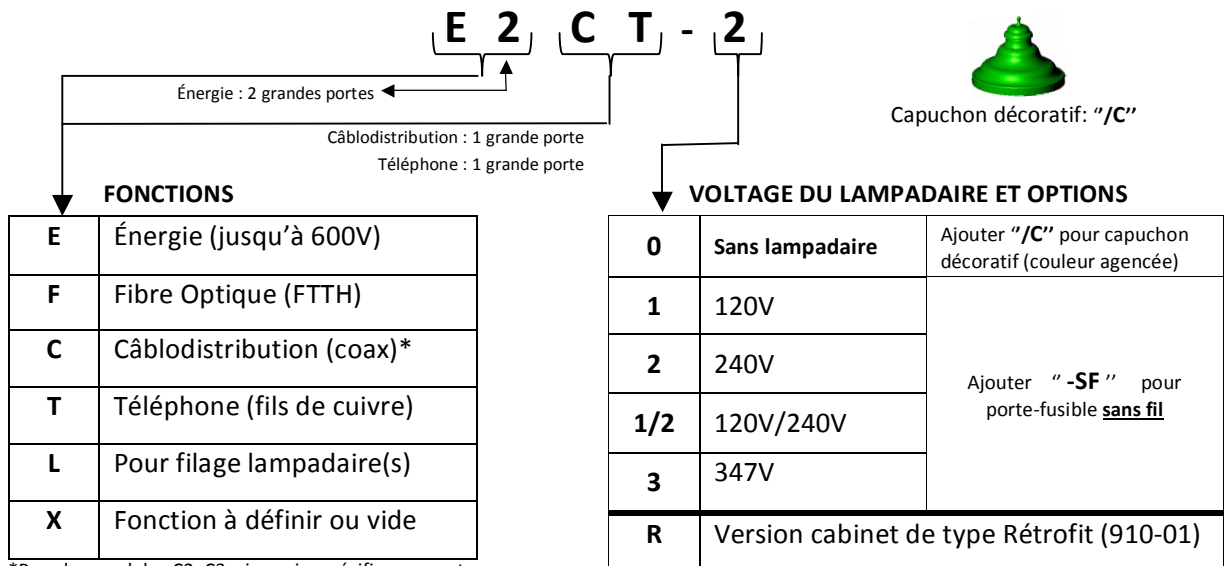 E 2 C T - 2
Énergie : 2 grandes portes
Capuchon décoratif: ‘’/C’’
Câblodistribution : 1 grande porte
Téléphone : 1 grande porte
FONCTIONS
E Énergie (jusqu’à 600V)
F Fibre Optique (FTTH)
C Câblodistribution (coax)*
T Téléphone (fils de cuivre)
L Pour filage lampadaire(s)
X Fonction à définir ou vide
VOLTAGE DU LAMPADAIRE ET OPTIONS
0 Sans lampadaire Ajouter ‘’/C’’ pour capuchon
décoratif (couleur agencée)
1 120V
2 240V
Ajouter ‘’ -SF ’’ pour
porte-fusible sans fil
1/2 120V/240V
3 347V
R Version cabinet de type Rétrofit (910-01)